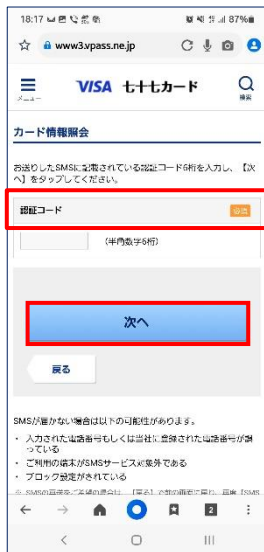 18:17
87%
www3.vpass.ne.jp
メニュー
VISA 七十七カード
検索
カード情報照会
お送りしたSMSに記載されている認証コード6桁を入力し、【次
へ】をタップしてください。
認証コード
必須
(半角数字6桁)
次へ
戻る
SMSが届かない場合は以下の可能性があります。
・ 入力された電話番号もしくは当社に登録された電話番号が誤
っている
・ ご利用の端末がSMSサービス対象外である
・ ブロック設定がされている
2